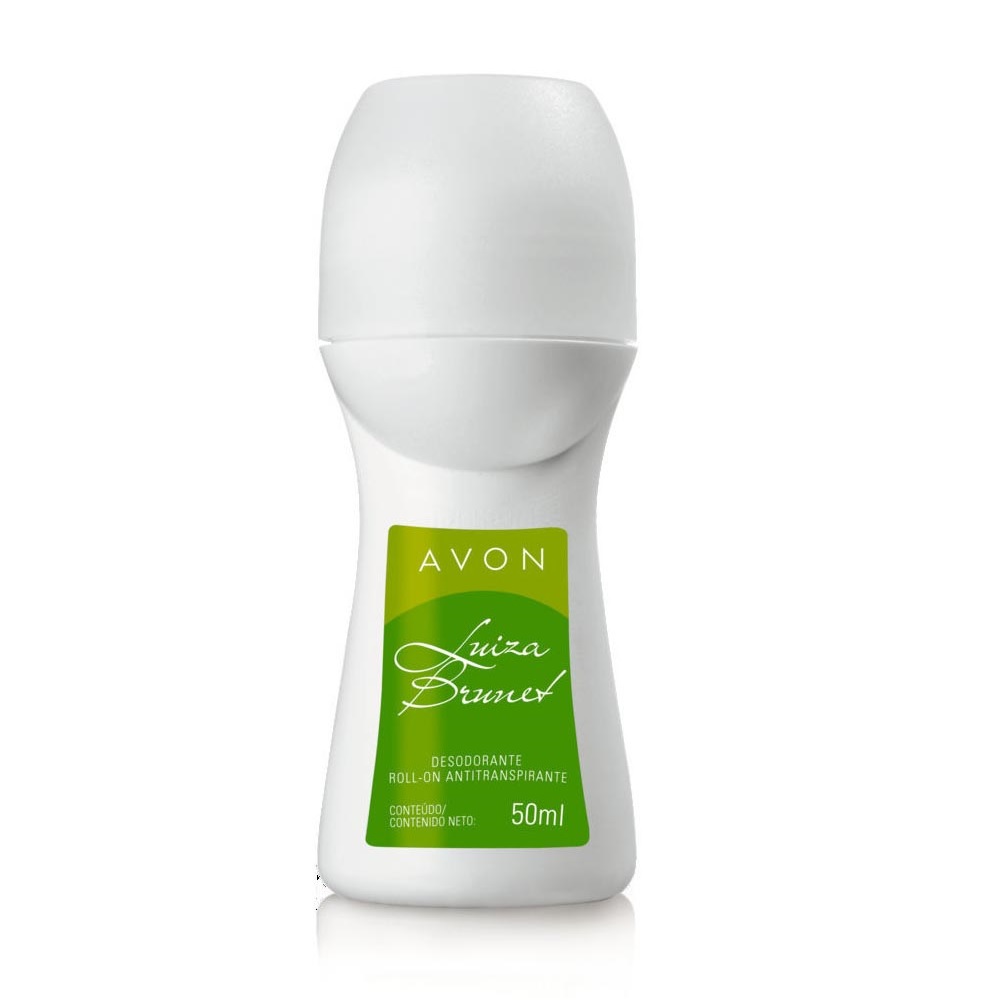 AVON
Luiza
Brunet
DESODORANTE
ROLL-ON ANTITRANSPIRANTE
CONTEÚDO/
CONTENIDO NETO: 50ml